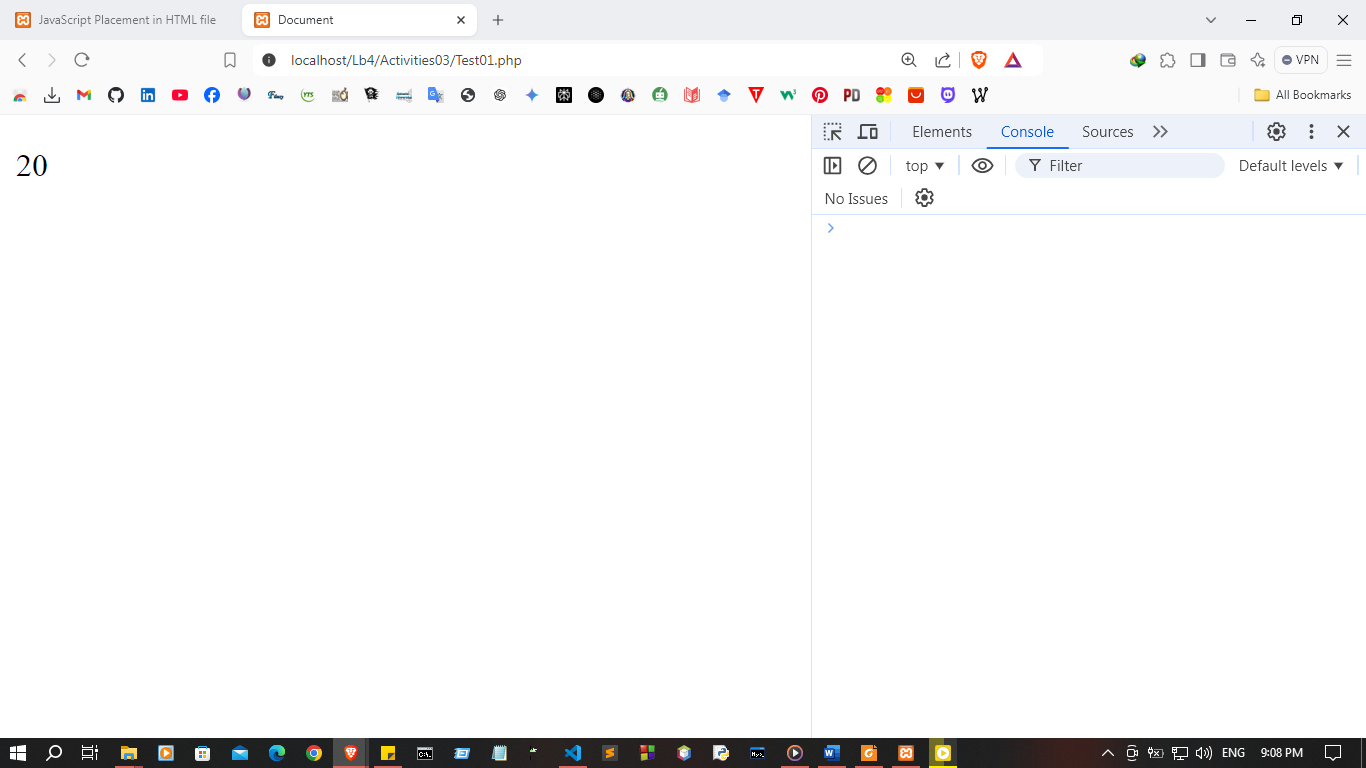 JavaScript Placement in HTML file
Document
localhost/Lb4/Activities03/Test01.php
VPN
All Bookmarks
20
Elements
Console
Sources
top
Filter
Default levels
No Issues
ENG
9:08 PM